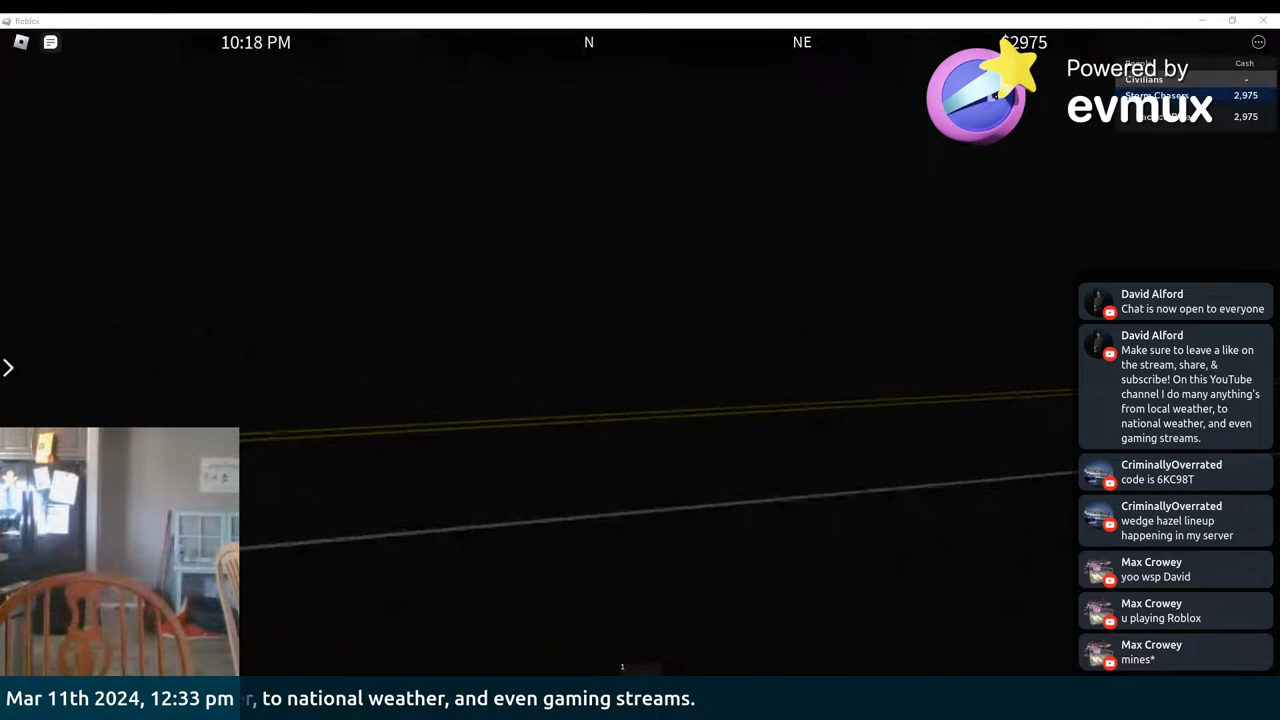 Roblox
10:18 PM
N
NE
$2975
Powered by
evmux
Cash
Civilians
-
Storm Chasers
2,975
2,975
David Alford
Chat is now open to everyone
David Alford
Make sure to leave a like on
the stream, share, &
subscribe! On this YouTube
channel I do many anything's
from local weather, to
national weather, and even
gaming streams.
CriminallyOverrated
code is 6KC98T
CriminallyOverrated
wedge hazel lineup
happening in my server
Max Crowey
yoo wsp David
Max Crowey
u playing Roblox
Max Crowey
mines*
1
Mar 11th 2024, 12:33 pm
r, to national weather, and even gaming streams.